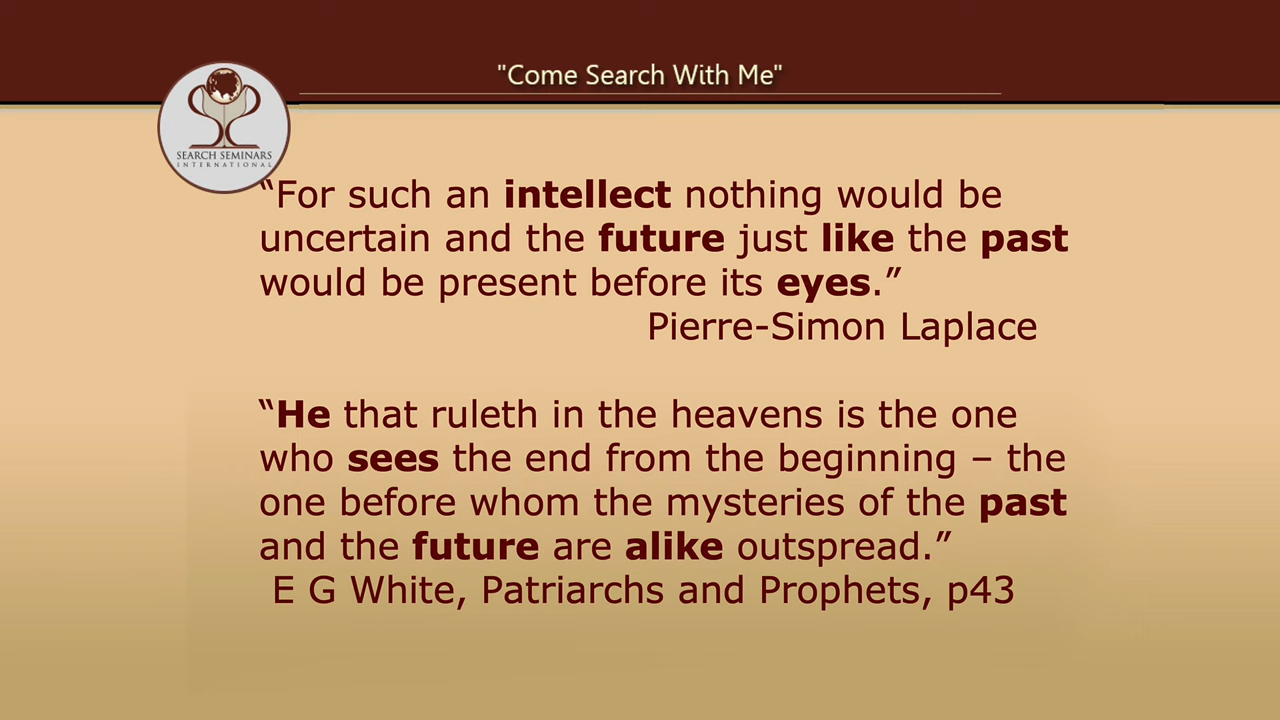 "Come Search With Me"
SEARCH SEMINARS
INTERNATIONAL
“For such an intellect nothing would be
uncertain and the future just like the past
would be present before its eyes.”
Pierre-Simon Laplace
“He that ruleth in the heavens is the one
who sees the end from the beginning – the
one before whom the mysteries of the past
and the future are alike outspread.”
E G White, Patriarchs and Prophets, p43